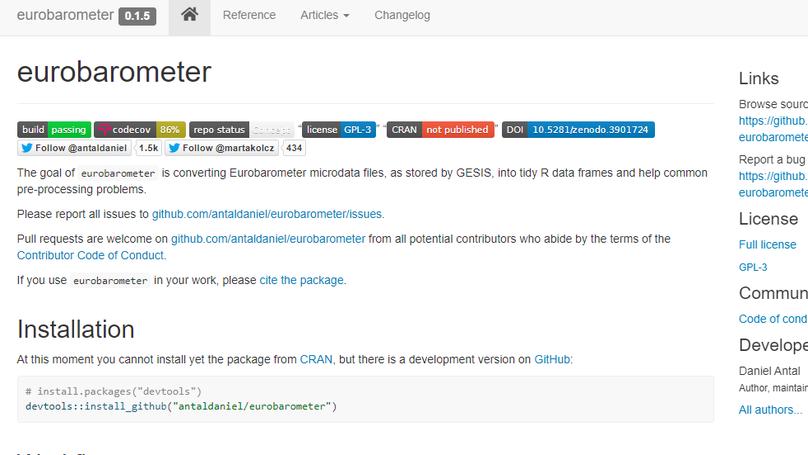 eurobarometer 0.1.5 Reference Articles Changelog
eurobarometer
build passing codecov 86% repo status Concept license GPL-3 CRAN not published DOI 10.5281/zenodo.3901724
Follow @antaldaniel 1.5k Follow @martakolcz 434
The goal of eurobarometer is converting Eurobarometer microdata files, as stored by GESIS, into tidy R data frames and help common
pre-processing problems.
Please report all issues to github.com/antaldaniel/eurobarometer/issues.
Pull requests are welcome on github.com/antaldaniel/eurobarometer from all potential contributors who abide by the terms of the
Contributor Code of Conduct.
If you use eurobarometer in your work, please cite the package.
Installation
At this moment you cannot install yet the package from CRAN, but there is a development version on GitHub:
# install.packages("devtools")
devtools::install_github("antaldaniel/eurobarometer")
Links
Browse sourc
https://github.
eurobaromete
Report a bug
https://github.
eurobaromete
License
Full license
GPL-3
Commun
Code of cond
Develope
Daniel Antal
Author, maintain
All authors...